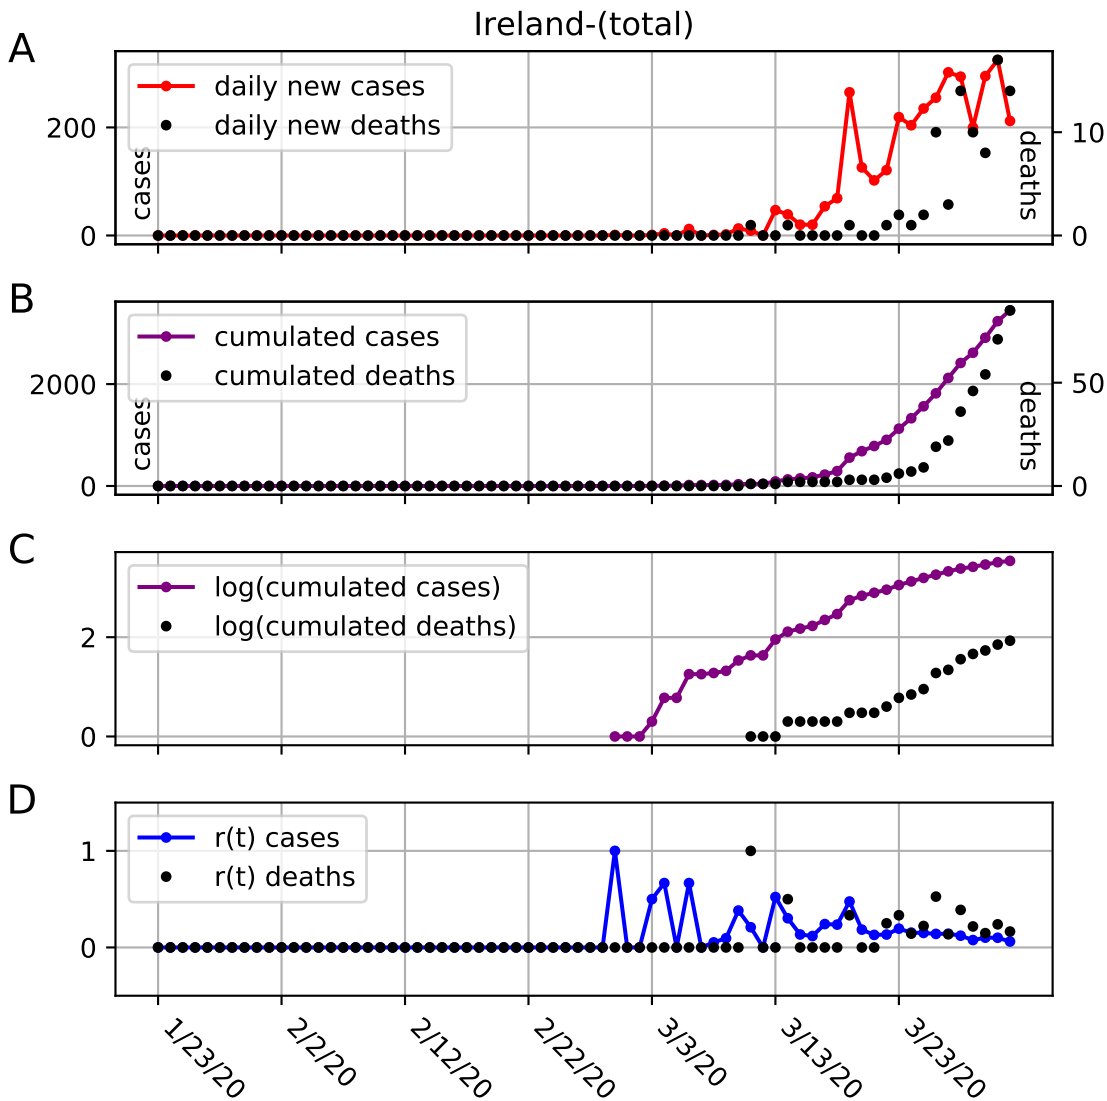 Ireland-(total)
A
daily new cases
daily new deaths
200
0
cases
10
0
deaths
B
cumulated cases
cumulated deaths
2000
0
cases
50
0
deaths
C
log(cumulated cases)
log(cumulated deaths)
2
0
D
r(t) cases
r(t) deaths
1
0
1/23/20
2/2/20
2/12/20
2/22/20
3/3/20
3/13/20
3/23/20